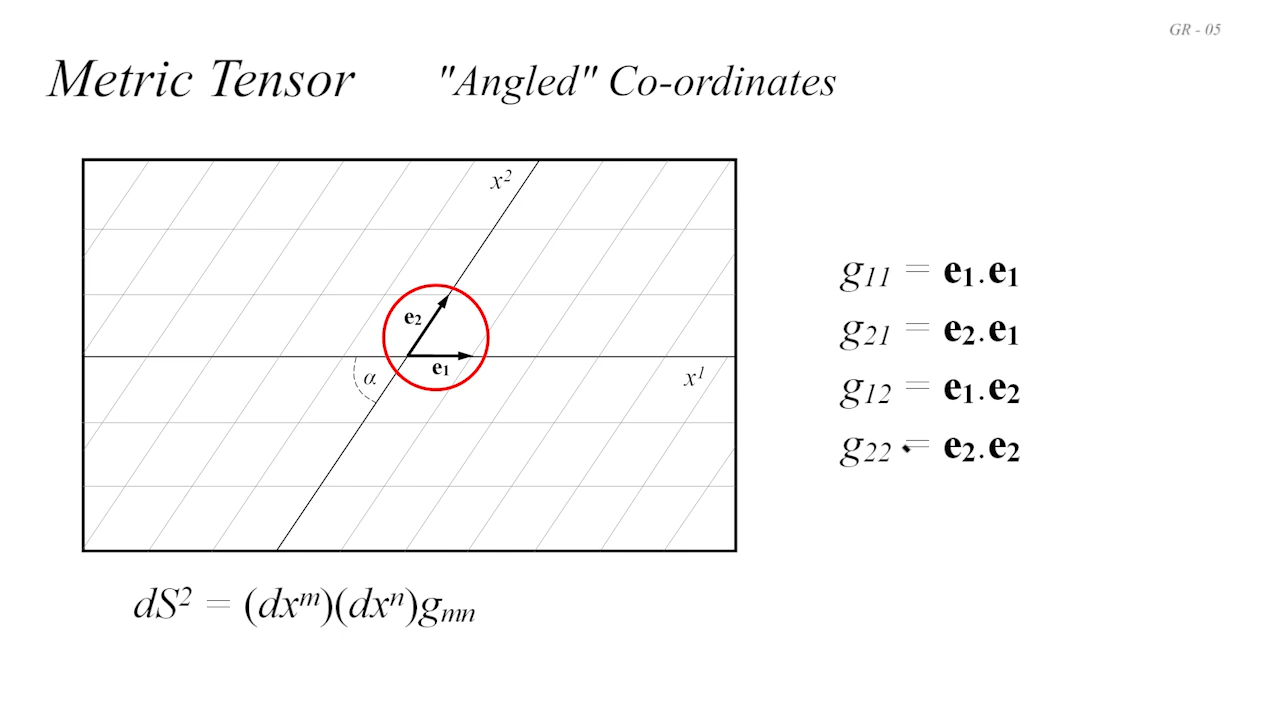 GR - 05
Metric Tensor
"Angled" Co-ordinates
x²
e₂
e₁
α
x¹
g₁₁ = e₁.e₁
g₂₁ = e₂.e₁
g₁₂ = e₁.e₂
g₂₂ = e₂.e₂
dS² = (dxᵐ)(dxⁿ)gₘₙ